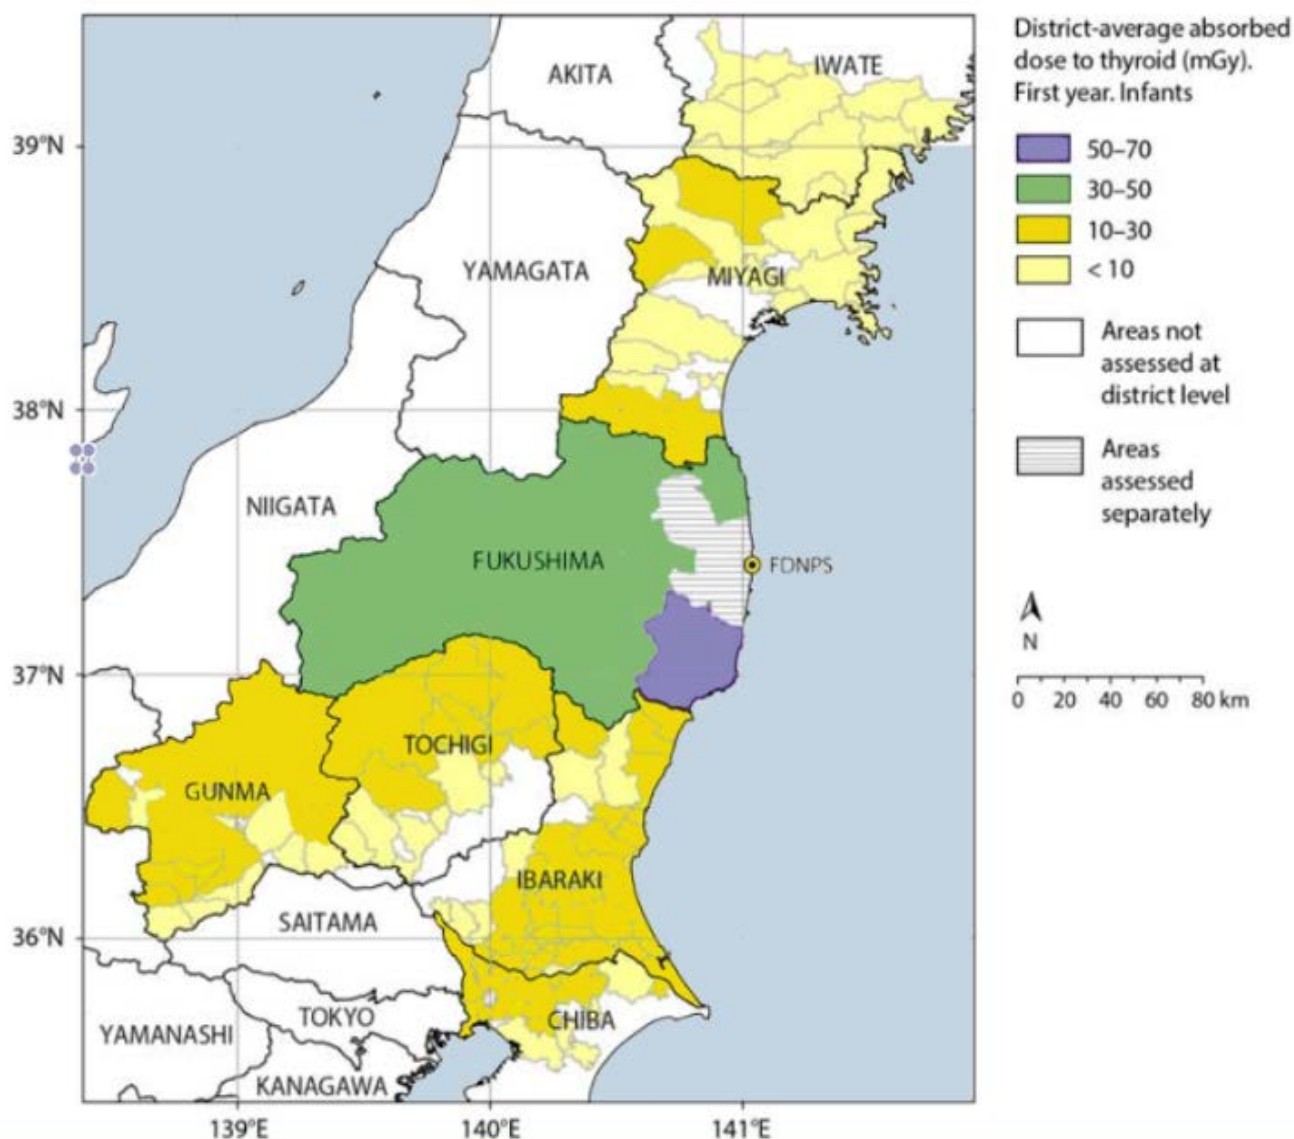 District-average absorbed
dose to thyroid (mGy).
First year. Infants
50–70
30–50
10–30
< 10
Areas not
assessed at
district level
Areas
assessed
separately
N
0 20 40 60 80 km
AKITA
IWATE
39°N
YAMAGATA
MIYAGI
38°N
NIIGATA
FUKUSHIMA
FDNPS
37°N
TOCHIGI
GUNMA
IBARAKI
SAITAMA
36°N
TOKYO
CHIBA
YAMANASHI
KANAGAWA
139°E
140°E
141°E